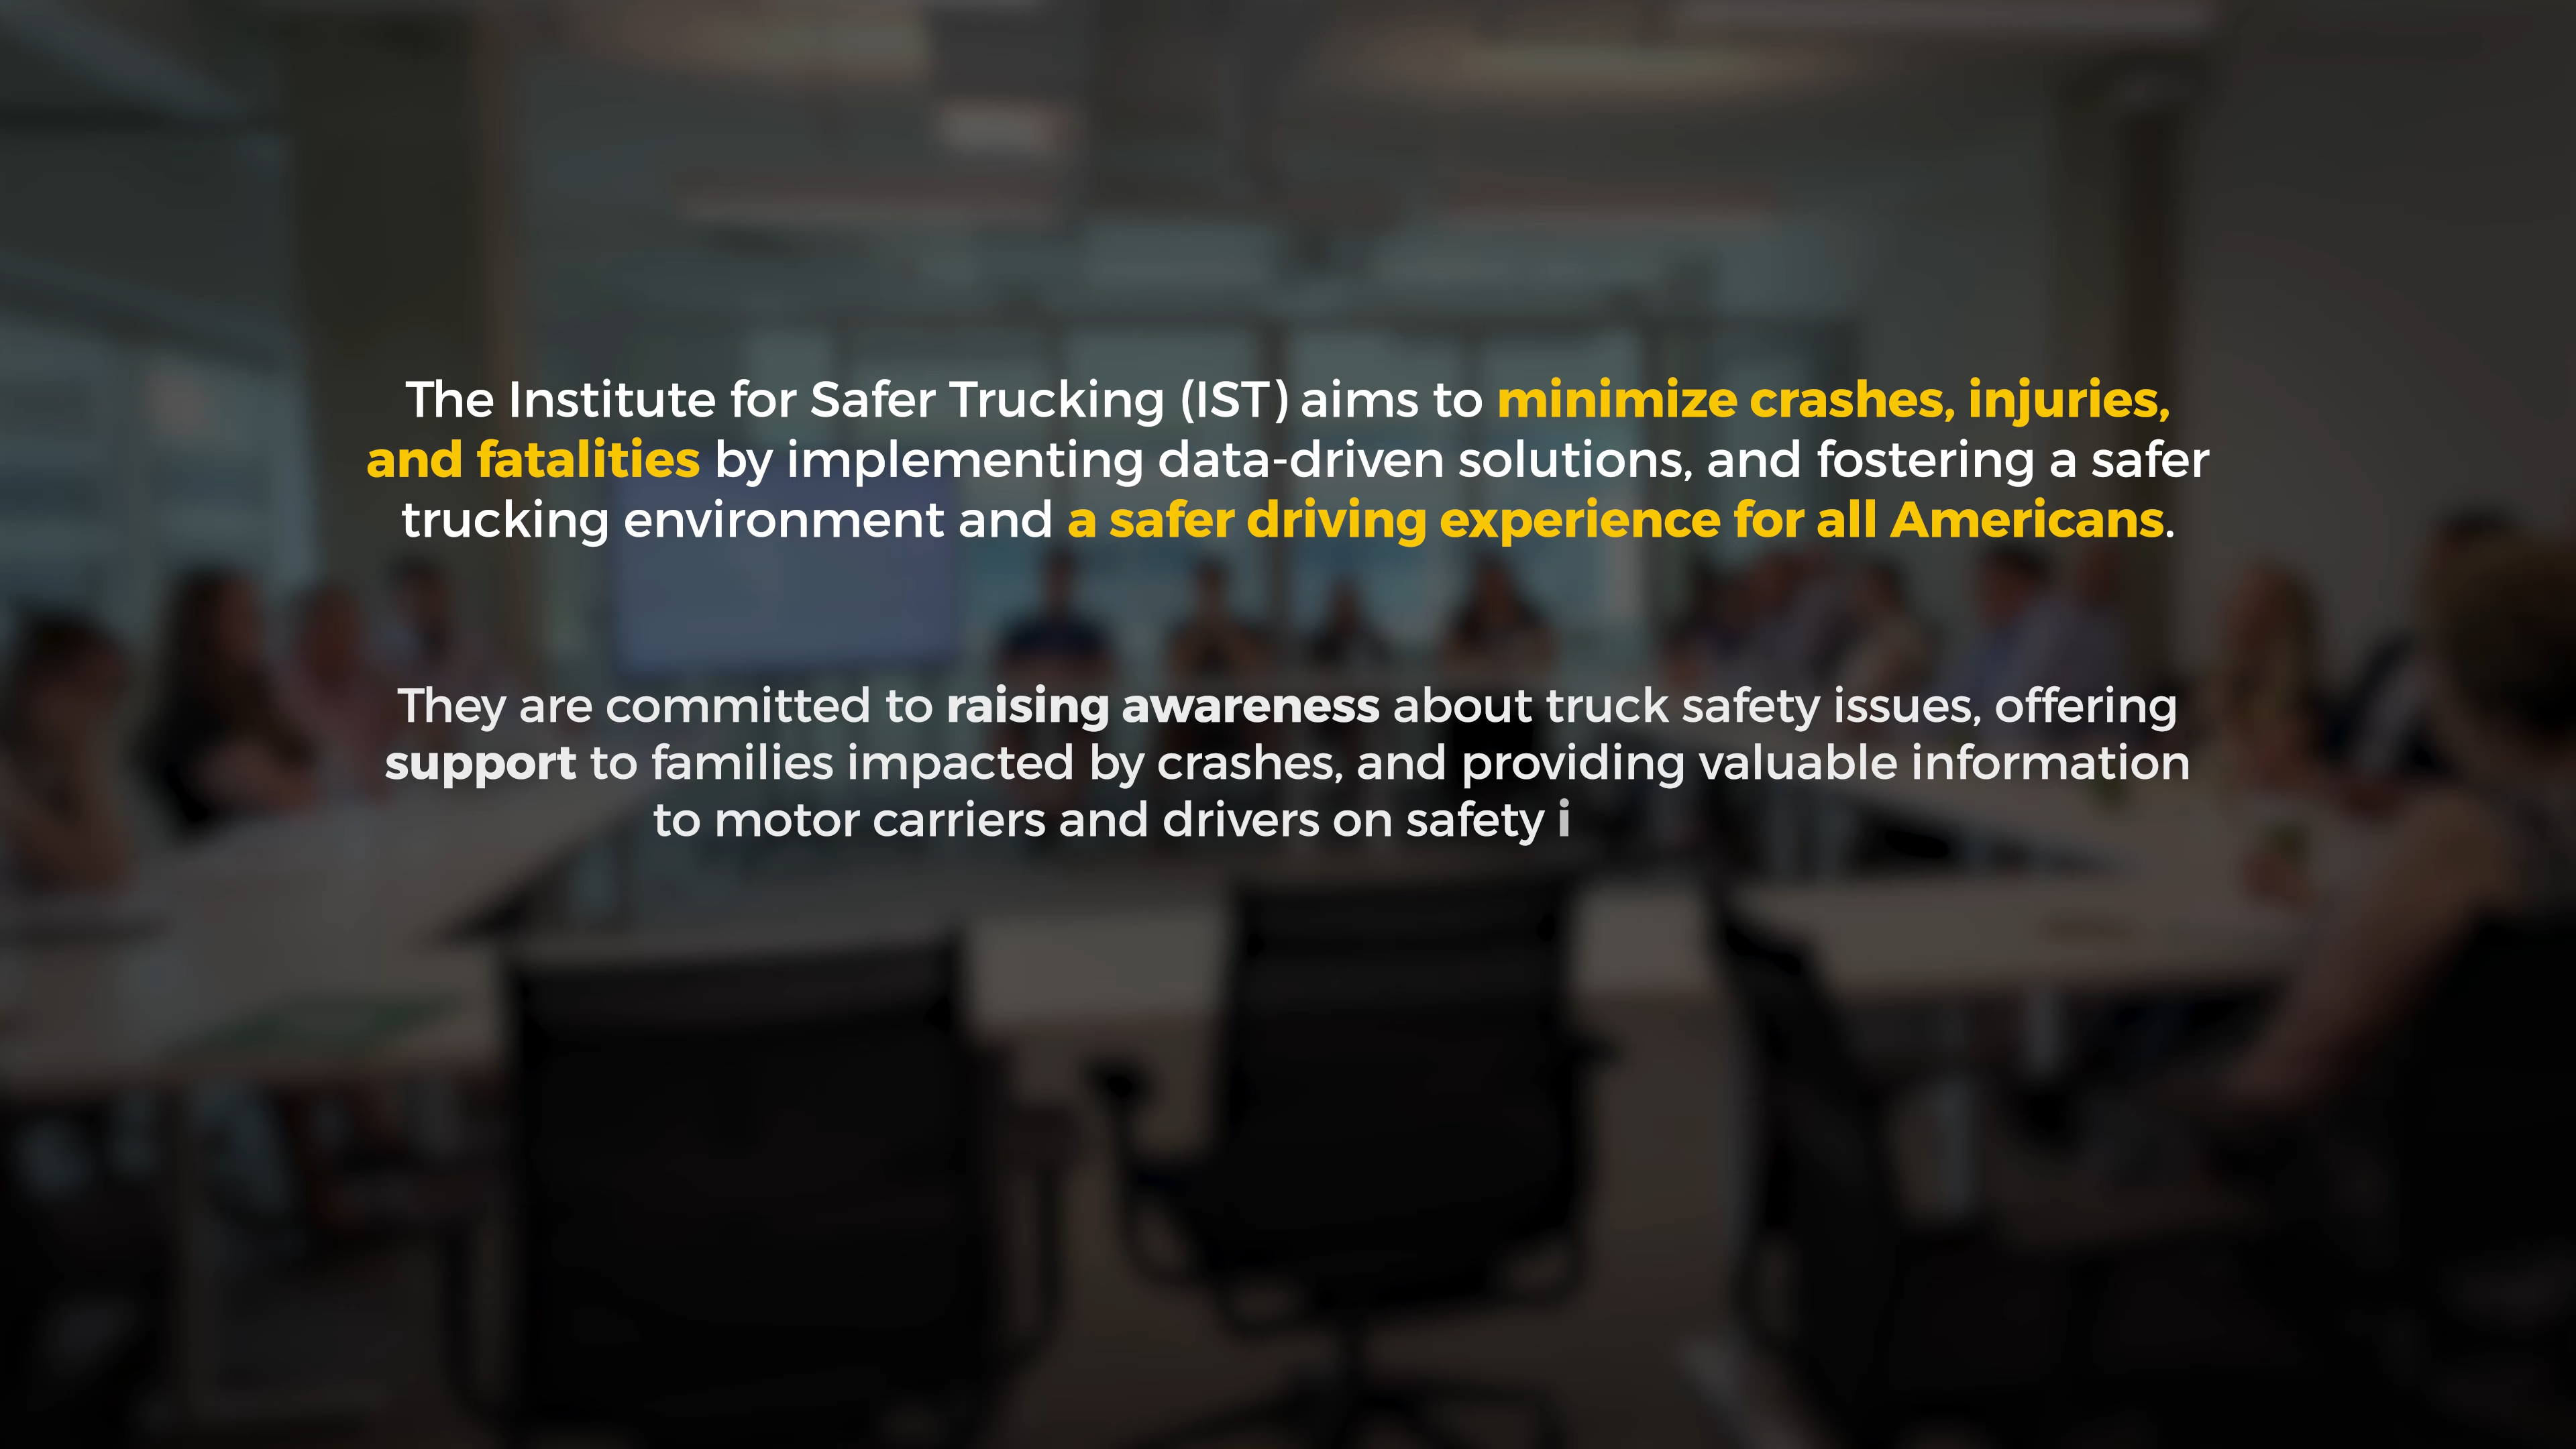 The Institute for Safer Trucking (IST) aims to minimize crashes, injuries,
and fatalities by implementing data-driven solutions, and fostering a safer
trucking environment and a safer driving experience for all Americans.
They are committed to raising awareness about truck safety issues, offering
support to families impacted by crashes, and providing valuable information
to motor carriers and drivers on safety i